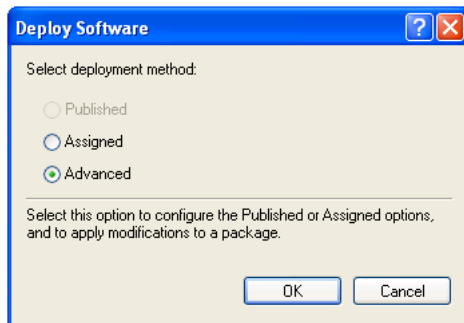 Deploy Software
Select deployment method:
Published
Assigned
Advanced
Select this option to configure the Published or Assigned options,
and to apply modifications to a package.
OK Cancel